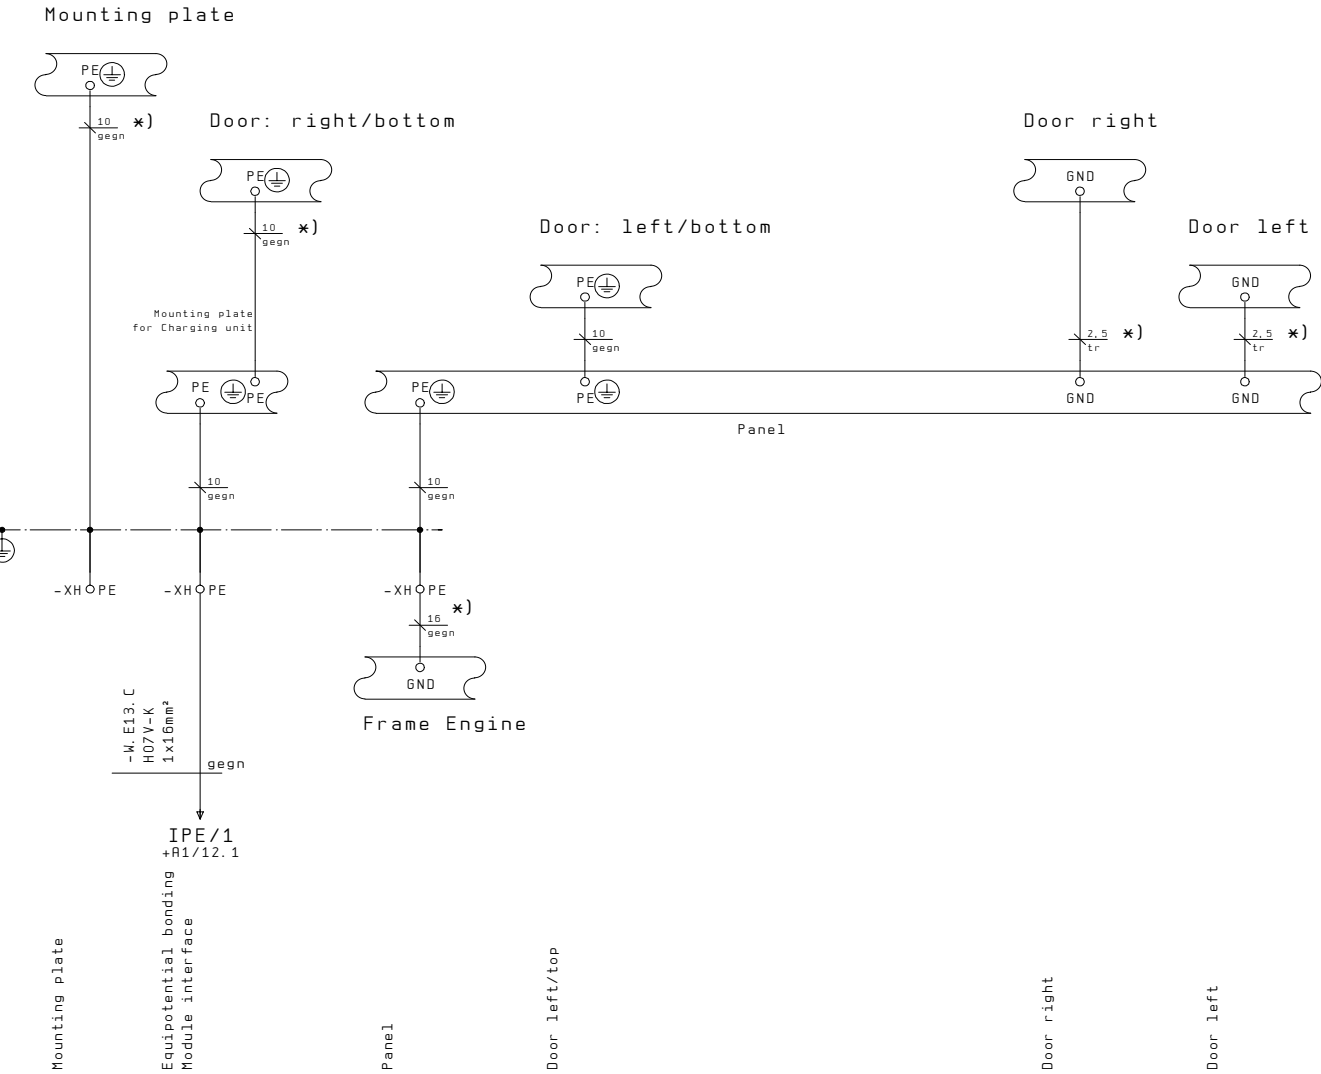 Mounting plate
PE
10
gegn
*)
Door: right/bottom
PE
10
gegn
*)
Door: left/bottom
PE
10
gegn
Door right
GND
2,5
tr
*)
Door left
GND
2,5
tr
*)
Mounting plate
for Charging unit
PE
PE
PE
PE
GND
GND
Panel
10
gegn
10
gegn
-XH PE
-XH PE
-XH PE
*)
16
gegn
GND
Frame Engine
-W.E13.C
H07V-K
1x16mm²
gegn
IPE/1
+A1/12.1
Mounting plate
Equipotential bonding
Module interface
Panel
Door left/top
Door right
Door left